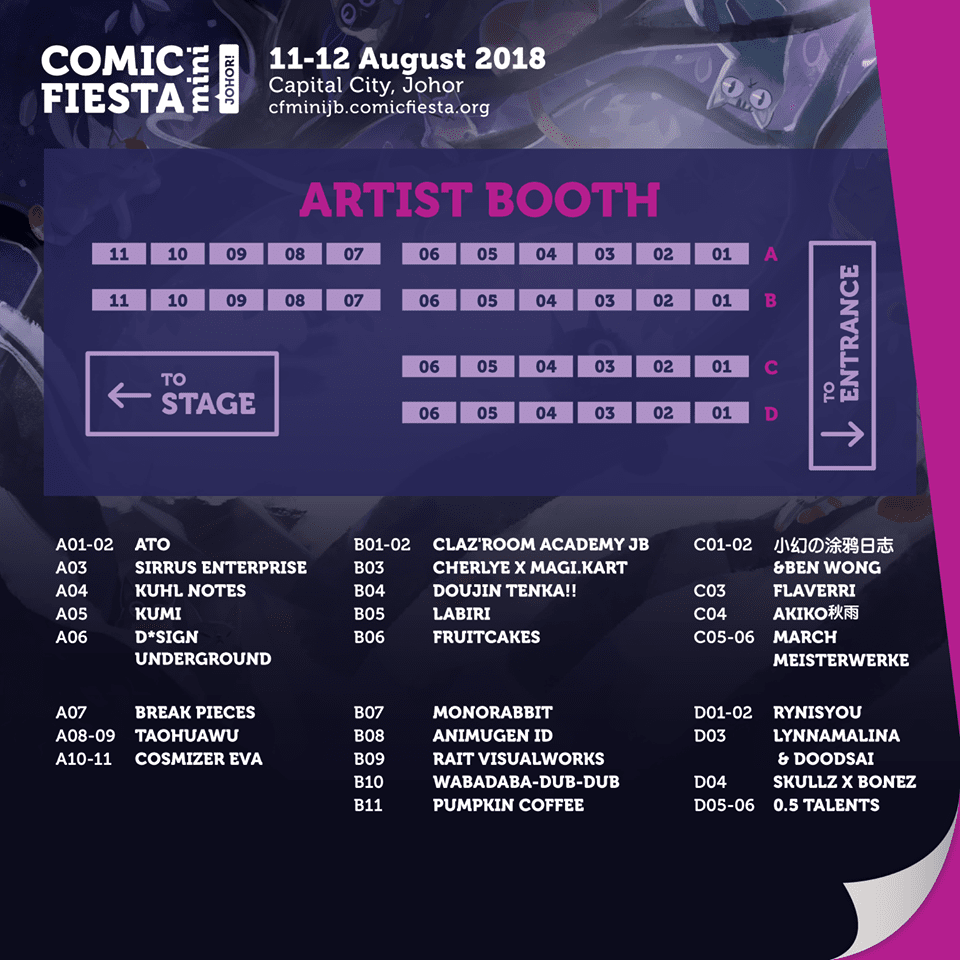 COMIC
FIESTA
mini
JOHOR!
11-12 August 2018
Capital City, Johor
cfminijb.comicfiesta.org
ARTIST BOOTH
11 10 09 08 07 06 05 04 03 02 01 A
11 10 09 08 07 06 05 04 03 02 01 B
06 05 04 03 02 01 C
06 05 04 03 02 01 D
← TO
STAGE
TO
ENTRANCE
→
A01-02 ATO
A03 SIRRUS ENTERPRISE
A04 KUHL NOTES
A05 KUMI
A06 D*SIGN
UNDERGROUND
A07 BREAK PIECES
A08-09 TAOHUAWU
A10-11 COSMIZER EVA
B01-02 CLAZ'ROOM ACADEMY JB
B03 CHERLYE X MAGI.KART
B04 DOUJIN TENKA!!
B05 LABIRI
B06 FRUITCAKES
B07 MONORABBIT
B08 ANIMUGEN ID
B09 RAIT VISUALWORKS
B10 WABADABA-DUB-DUB
B11 PUMPKIN COFFEE
C01-02 小幻の涂鸦日志
&BEN WONG
C03 FLAVERRI
C04 AKIKO秋雨
C05-06 MARCH
MEISTERWERKE
D01-02 RYNISYOU
D03 LYNNAMALINA
& DOODSAI
D04 SKULLZ X BONEZ
D05-06 0.5 TALENTS